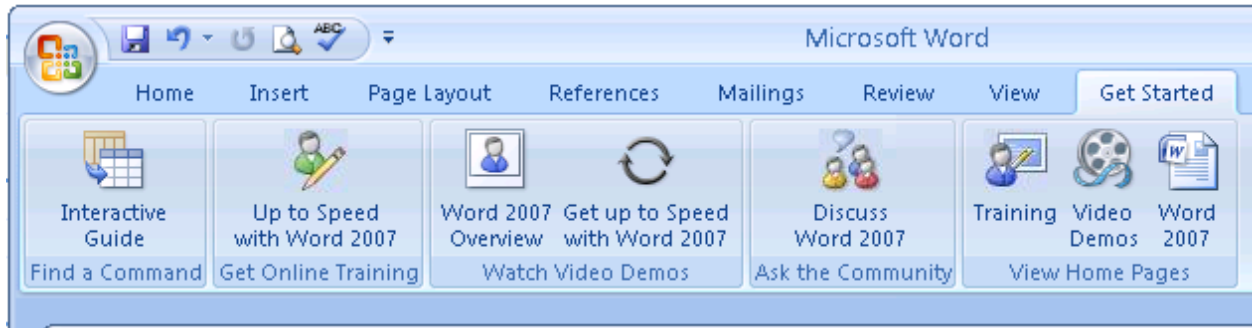 ABC
Microsoft Word
Home Insert Page Layout References Mailings Review View Get Started
Interactive Guide
Up to Speed with Word 2007
Word 2007 Overview
Get up to Speed with Word 2007
Discuss Word 2007
Training
Video Demos
W
Word 2007
Find a Command Get Online Training Watch Video Demos Ask the Community View Home Pages